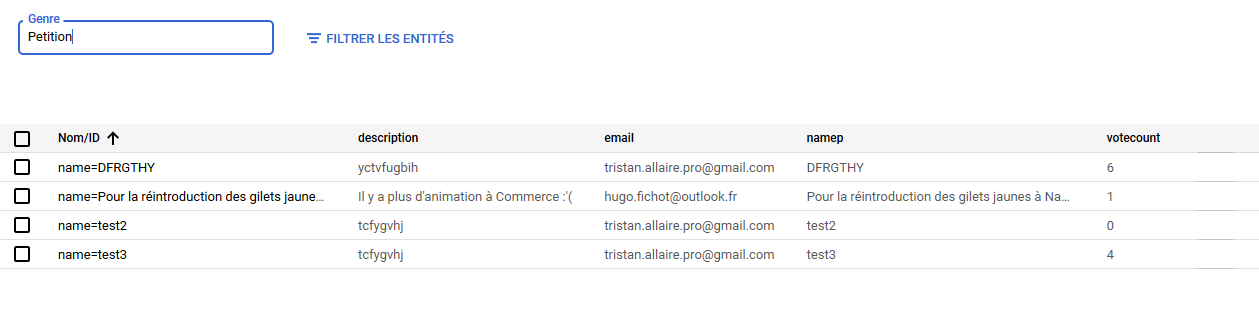 Genre
Petition
FILTRER LES ENTITÉS
Nom/ID description email namep votecount
name=DFRGTHY yctvfugbih tristan.allaire.pro@gmail.com DFRGTHY 6
name=Pour la réintroduction des gilets jaune... Il y a plus d'animation à Commerce :'( hugo.fichot@outlook.fr Pour la réintroduction des gilets jaunes à Na... 1
name=test2 tcfygvhj tristan.allaire.pro@gmail.com test2 0
name=test3 tcfygvhj tristan.allaire.pro@gmail.com test3 4